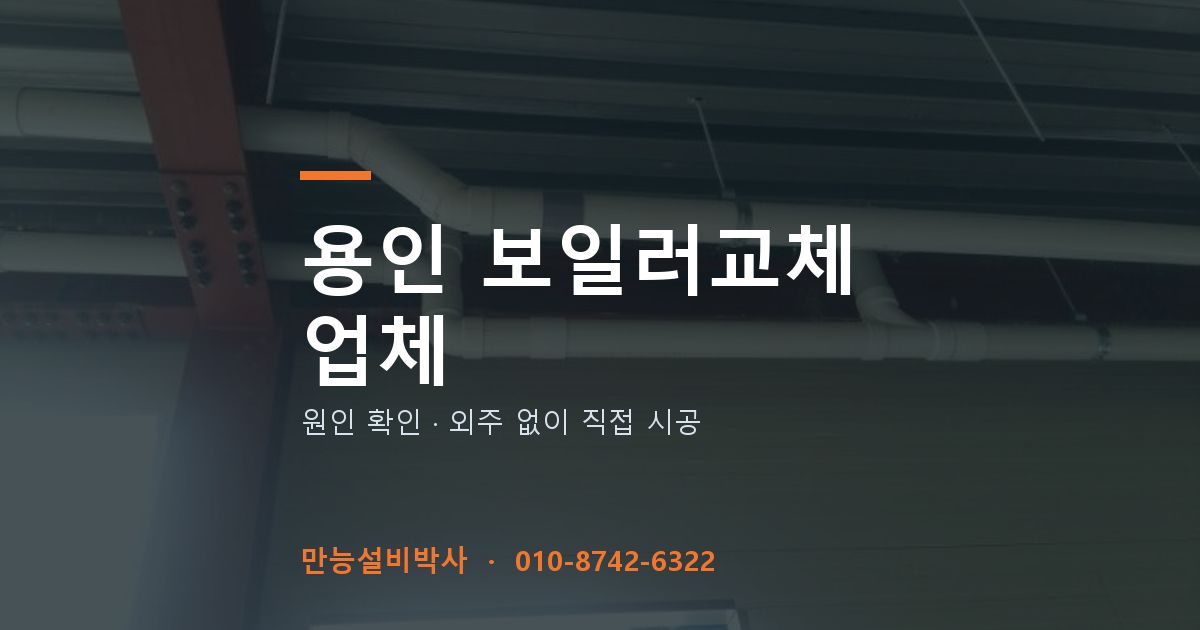 용인 보일러교체
업체
원인 확인 · 외주 없이 직접 시공
만능설비박사 · 010-8742-6322